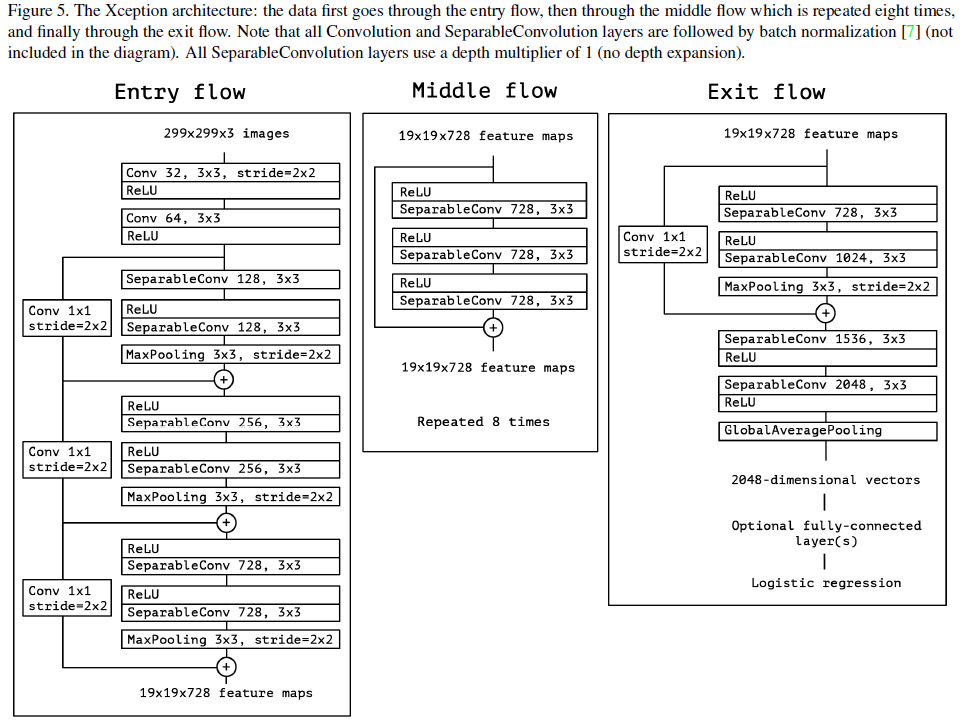 Figure 5. The Xception architecture: the data first goes through the entry flow, then through the middle flow which is repeated eight times,
and finally through the exit flow. Note that all Convolution and SeparableConvolution layers are followed by batch normalization [7] (not
included in the diagram). All SeparableConvolution layers use a depth multiplier of 1 (no depth expansion).
Entry flow
299x299x3 images
Conv 32, 3x3, stride=2x2
ReLU
Conv 64, 3x3
ReLU
SeparableConv 128, 3x3
Conv 1x1
stride=2x2
ReLU
SeparableConv 128, 3x3
MaxPooling 3x3, stride=2x2
+
ReLU
SeparableConv 256, 3x3
Conv 1x1
stride=2x2
ReLU
SeparableConv 256, 3x3
MaxPooling 3x3, stride=2x2
+
ReLU
SeparableConv 728, 3x3
Conv 1x1
stride=2x2
ReLU
SeparableConv 728, 3x3
MaxPooling 3x3, stride=2x2
+
19x19x728 feature maps
Middle flow
19x19x728 feature maps
ReLU
SeparableConv 728, 3x3
ReLU
SeparableConv 728, 3x3
ReLU
SeparableConv 728, 3x3
+
19x19x728 feature maps
Repeated 8 times
Exit flow
19x19x728 feature maps
ReLU
SeparableConv 728, 3x3
Conv 1x1
stride=2x2
ReLU
SeparableConv 1024, 3x3
MaxPooling 3x3, stride=2x2
+
SeparableConv 1536, 3x3
ReLU
SeparableConv 2048, 3x3
ReLU
GlobalAveragePooling
2048-dimensional vectors
Optional fully-connected
layer(s)
Logistic regression